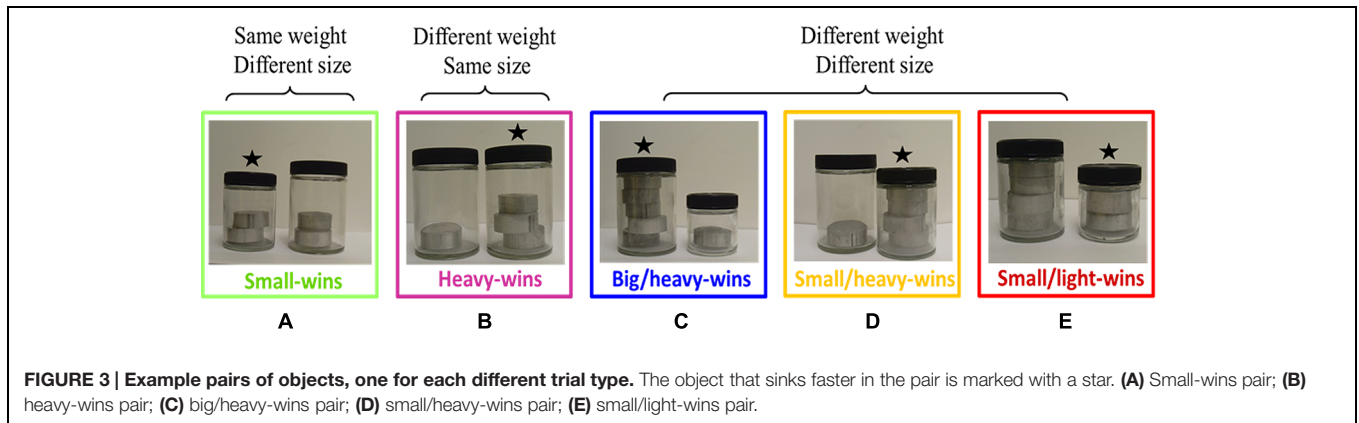 Same weight
Different size
Different weight
Same size
Different weight
Different size
Small-wins
Heavy-wins
Big/heavy-wins
Small/heavy-wins
Small/light-wins
A
B
C
D
E
FIGURE 3 | Example pairs of objects, one for each different trial type. The object that sinks faster in the pair is marked with a star. (A) Small-wins pair; (B)
heavy-wins pair; (C) big/heavy-wins pair; (D) small/heavy-wins pair; (E) small/light-wins pair.